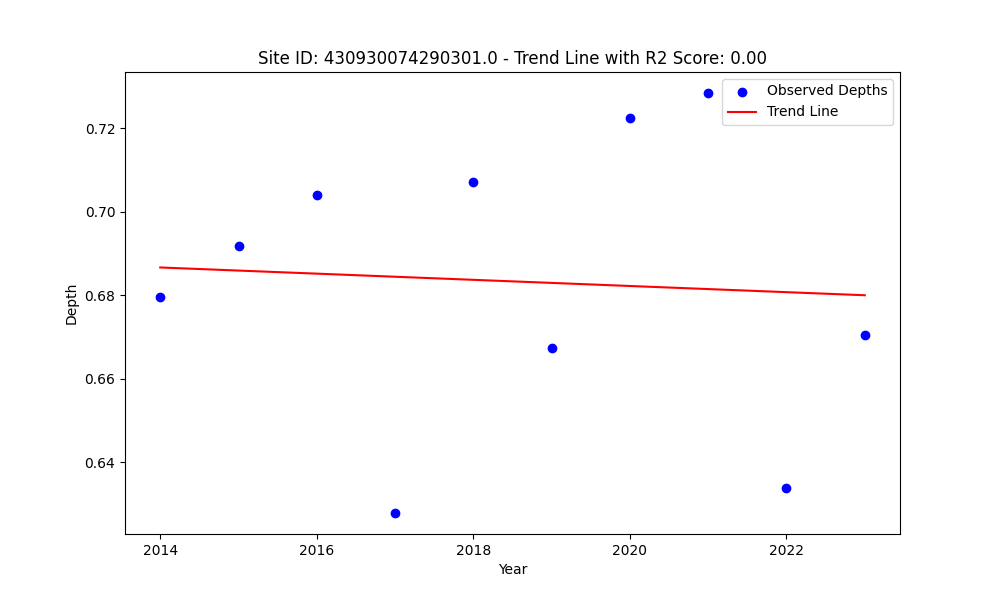 Site ID: 430930074290301.0 - Trend Line with R2 Score: 0.00
Observed Depths
Trend Line
0.72
0.70
0.68
0.66
0.64
Depth
2014 2016 2018 2020 2022
Year